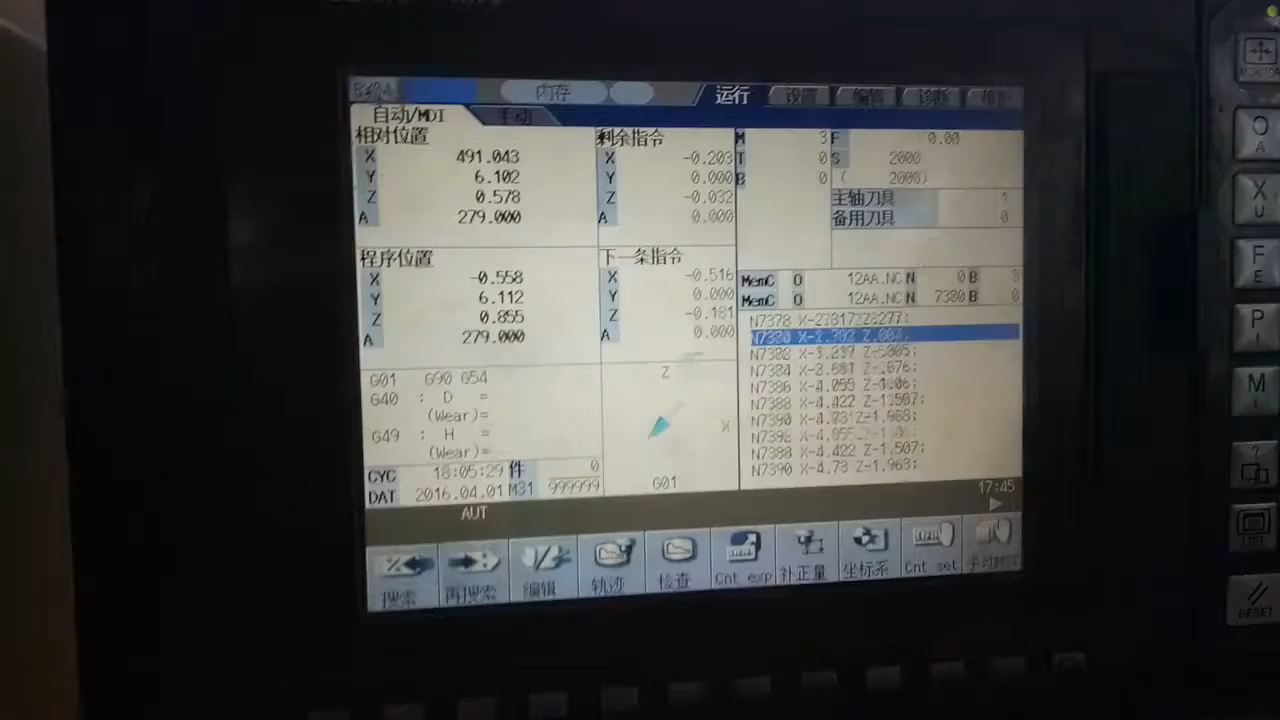 内存 运行 设置 编辑 诊断
自动/MDI 手动
相对位置
X 491.043
Y 6.102
Z 0.578
A 279.000
剩余指令
X -0.203
Y 0.000
Z -0.032
A 0.000
M 3
T 0
B 0
F 0.00
S 2000
( 2000)
主轴刀具 1
备用刀具 0
程序位置
X -0.558
Y 6.112
Z 0.855
A 279.000
下一条指令
X -0.516
Y 0.000
Z -0.181
A 0.000
MemC O 12AA.NC N 0 B 3
MemC O 12AA.NC N 7380 B 0
N7378
N7380
N7382
N7384
N7386 X-4.055
N7388 X-4.422 Z-1.507;
N7390
N7388 X-4.422 Z-1.507;
N7390 X-4.73 Z-1.963;
G01 G90 G54
G40 : D =
(Wear)=
G49 : H =
(Wear)=
Z
X
G01
CYC 18:05:29 件 0
DAT 2016.04.01 M31 999999
17:45
AUT
搜索 再搜索 编辑 轨迹 检查 Cnt exp 补正量 坐标系 Cnt set
O
A
X
U
F
E
P
I
M
?
LIST
RESET